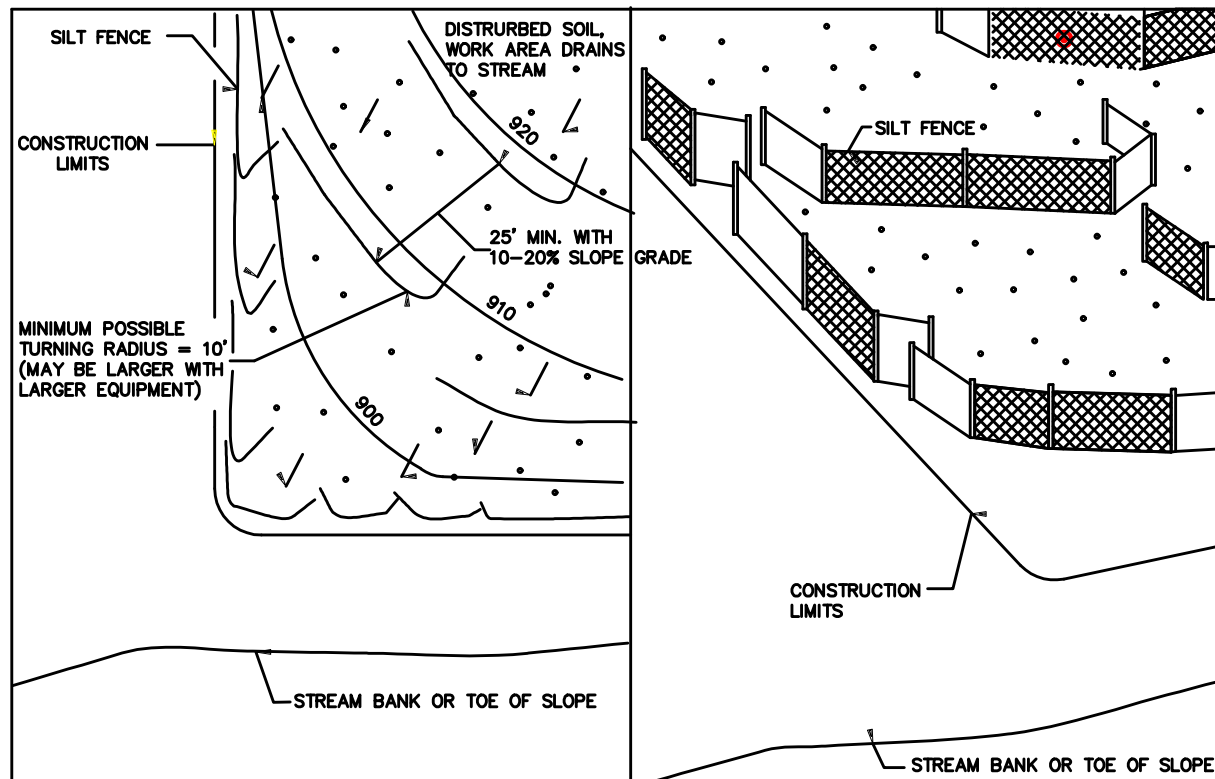 SILT FENCE
DISTRURBED SOIL,
WORK AREA DRAINS
TO STREAM
CONSTRUCTION
LIMITS
920
25' MIN. WITH
10-20% SLOPE GRADE
910
MINIMUM POSSIBLE
TURNING RADIUS = 10'
(MAY BE LARGER WITH
LARGER EQUIPMENT)
900
STREAM BANK OR TOE OF SLOPE
SILT FENCE
CONSTRUCTION
LIMITS
STREAM BANK OR TOE OF SLOPE